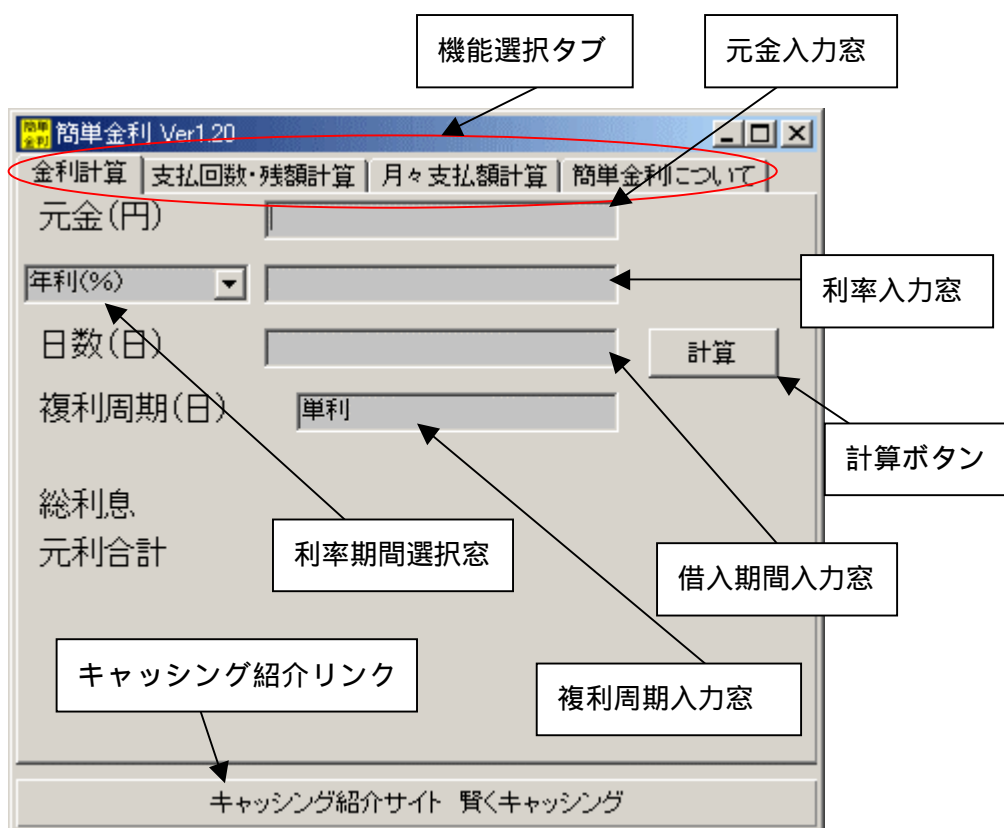 機能選択タブ
元金入力窓
簡単金利
簡単金利 Ver1.20
金利計算 支払回数・残額計算 月々支払額計算 簡単金利について
元金(円)
年利(%)
利率入力窓
日数(日)
計算
複利周期(日) 単利
計算ボタン
総利息
元利合計
利率期間選択窓
借入期間入力窓
キャッシング紹介リンク
複利周期入力窓
キャッシング紹介サイト 賢くキャッシング